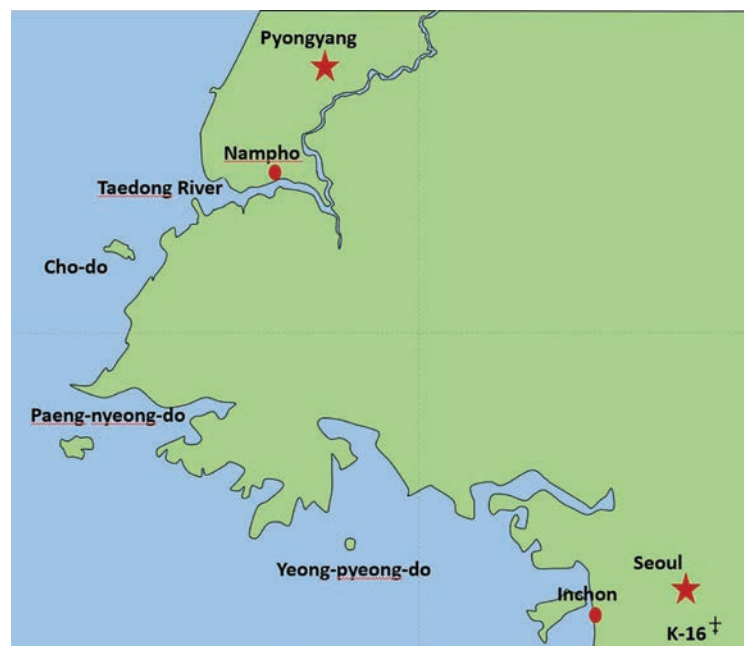 Pyongyang
Nampho
Taedong River
Cho-do
Paeng-nyeong-do
Yeong-pyeong-do
Seoul
Inchon
K-16